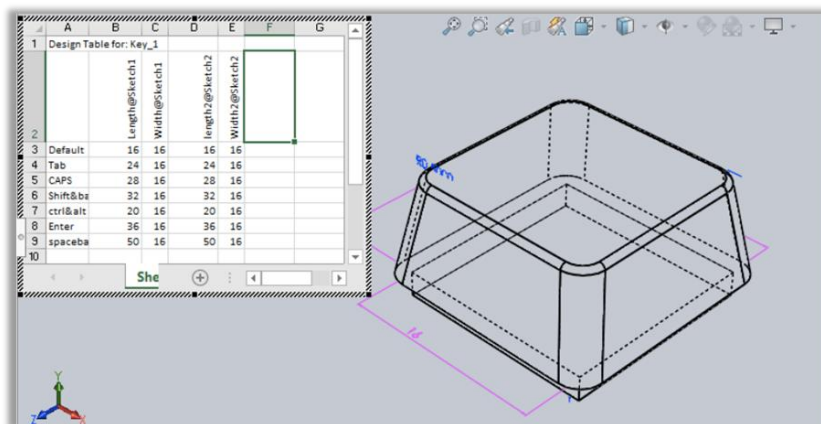 A B C D E F G
1 Design Table for: Key_1
2 Length@Sketch1 Width@Sketch1 length2@Sketch2 Width2@Sketch2
3 Default 16 16 16 16
4 Tab 24 16 24 16
5 CAPS 28 16 28 16
6 Shift&ba 32 16 32 16
7 ctrl&alt 20 16 20 16
8 Enter 36 16 36 16
9 spaceba 50 16 50 16
10
She
16
Y
Z X